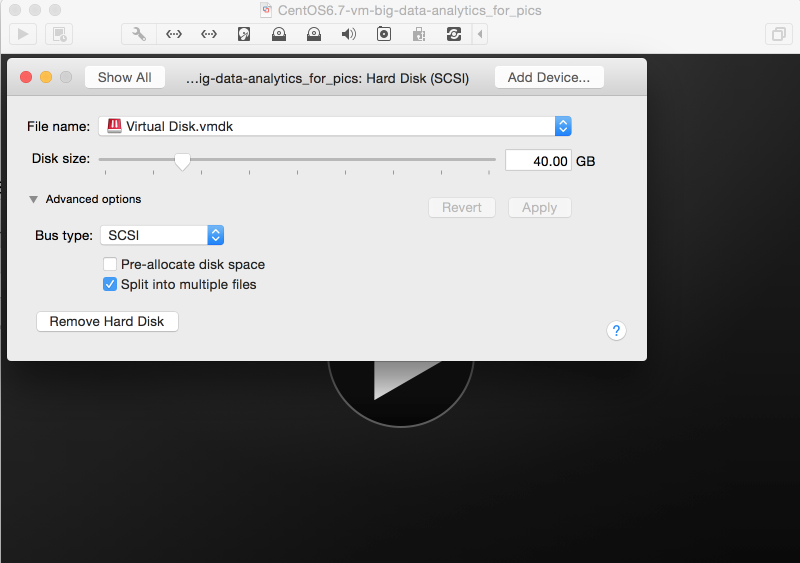 CentOS6.7-vm-big-data-analytics_for_pics
Show All
...ig-data-analytics_for_pics: Hard Disk (SCSI)
Add Device...
File name:
Virtual Disk.vmdk
Disk size:
40.00 GB
Advanced options
Revert
Apply
Bus type:
SCSI
Pre-allocate disk space
Split into multiple files
Remove Hard Disk
?